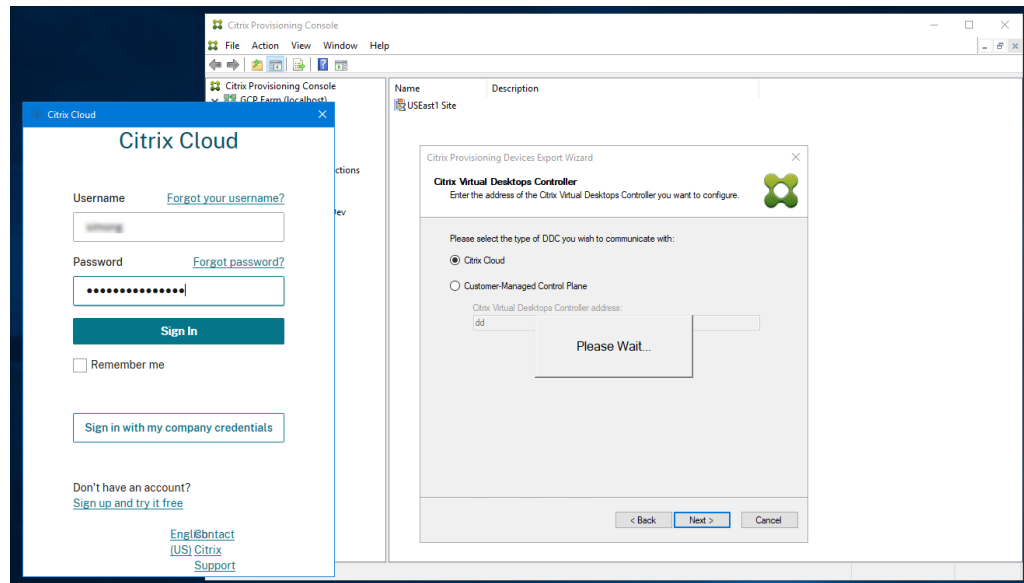 Citrix Provisioning Console
File Action View Window Help
Citrix Provisioning Console
GCP Farm (localhost)
ctions
ev
Name Description
USEast1 Site
Citrix Cloud
Citrix Cloud
Username Forgot your username?
Password Forgot password?
Sign In
Remember me
Sign in with my company credentials
Don't have an account?
Sign up and try it free
English
(US)
Contact
Citrix
Support
Citrix Provisioning Devices Export Wizard
Citrix Virtual Desktops Controller
Enter the address of the Citrix Virtual Desktops Controller you want to configure.
Please select the type of DDC you wish to communicate with:
Citrix Cloud
Customer-Managed Control Plane
Citrix Virtual Desktops Controller address:
dd
Please Wait...
< Back Next > Cancel